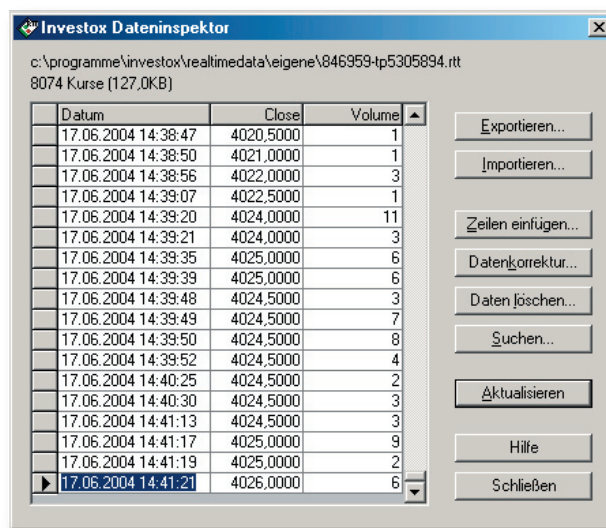 Investox Dateninspektor
c:\programme\investox\realtimedata\eigene\846959-tp5305894.rtt
8074 Kurse (127,0KB)
Datum Close Volume
17.06.2004 14:38:47 4020,5000 1
17.06.2004 14:38:50 4021,0000 1
17.06.2004 14:38:56 4022,0000 3
17.06.2004 14:39:07 4022,5000 1
17.06.2004 14:39:20 4024,0000 11
17.06.2004 14:39:21 4024,0000 3
17.06.2004 14:39:35 4025,0000 6
17.06.2004 14:39:39 4025,0000 6
17.06.2004 14:39:48 4024,5000 3
17.06.2004 14:39:49 4024,5000 7
17.06.2004 14:39:50 4024,5000 8
17.06.2004 14:39:52 4024,5000 4
17.06.2004 14:40:25 4024,5000 2
17.06.2004 14:40:30 4024,5000 3
17.06.2004 14:41:13 4024,5000 3
17.06.2004 14:41:17 4025,0000 9
17.06.2004 14:41:19 4025,0000 2
17.06.2004 14:41:21 4026,0000 6
Exportieren...
Importieren...
Zeilen einfügen...
Datenkorrektur...
Daten löschen...
Suchen...
Aktualisieren
Hilfe
Schließen